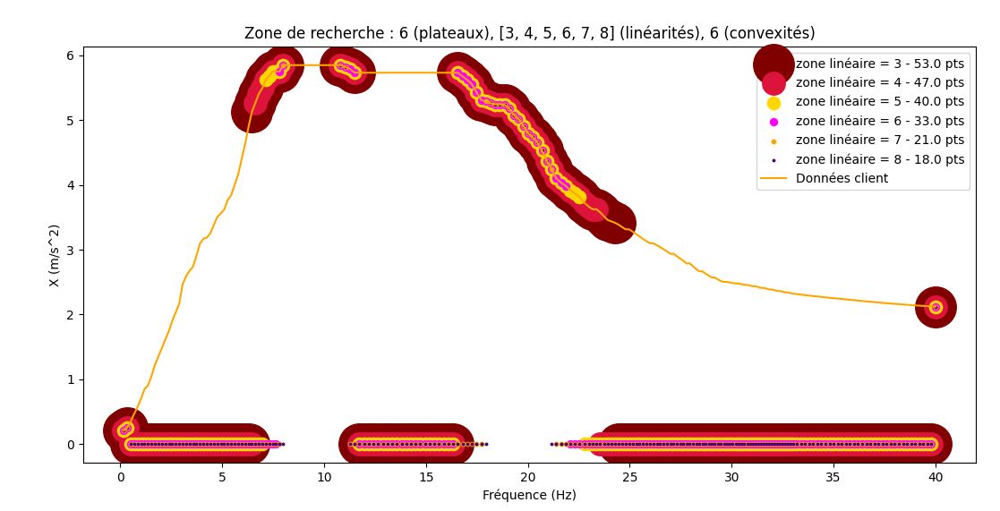 Zone de recherche : 6 (plateaux), [3, 4, 5, 6, 7, 8] (linéarités), 6 (convexités)
zone linéaire = 3 - 53.0 pts
zone linéaire = 4 - 47.0 pts
zone linéaire = 5 - 40.0 pts
zone linéaire = 6 - 33.0 pts
zone linéaire = 7 - 21.0 pts
zone linéaire = 8 - 18.0 pts
Données client
X (m/s^2)
6
5
4
3
2
1
0
0 5 10 15 20 25 30 35 40
Fréquence (Hz)